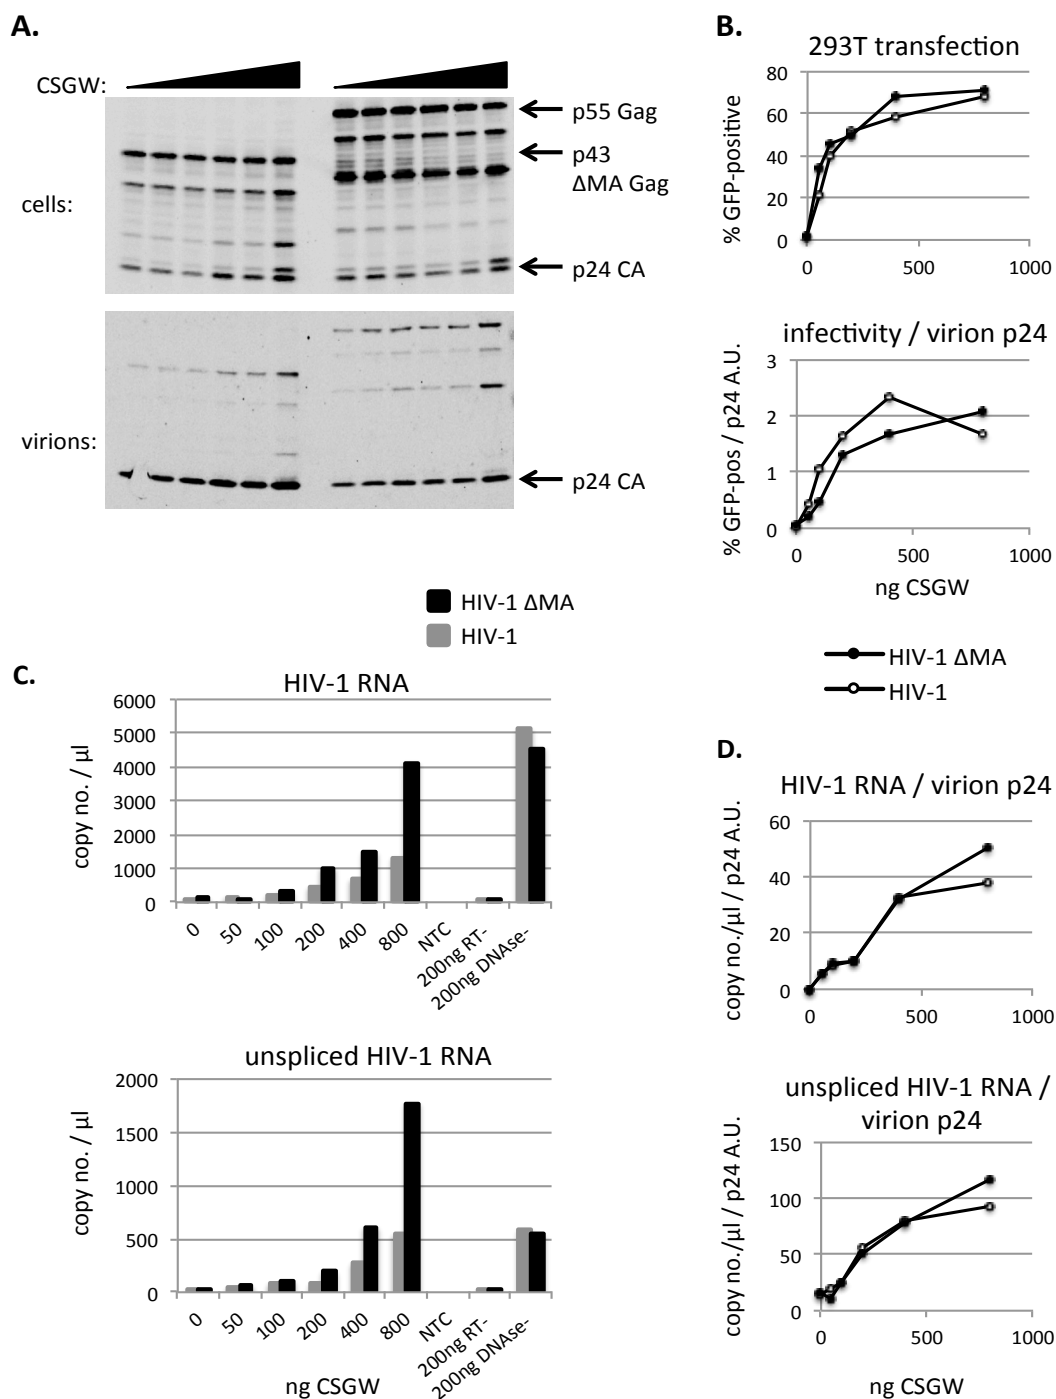 A.
CSGW:
p55 Gag
p43
ΔMA Gag
cells:
p24 CA
virions:
p24 CA
B.
293T transfection
% GFP-positive
80
60
40
20
0
0 500 1000
infectivity / virion p24
% GFP-pos / p24 A.U.
3
2
1
0
0 500 1000
ng CSGW
HIV-1 ΔMA
HIV-1
HIV-1 ΔMA
HIV-1
C.
HIV-1 RNA
copy no. / µl
6000
5000
4000
3000
2000
1000
0
0 50 100 200 400 800 NTC 200ng RT- 200ng DNAse-
unspliced HIV-1 RNA
copy no. / µl
2000
1500
1000
500
0
0 50 100 200 400 800 NTC 200ng RT- 200ng DNAse-
ng CSGW
D.
HIV-1 RNA / virion p24
copy no./µl / p24 A.U.
60
40
20
0
0 500 1000
unspliced HIV-1 RNA /
virion p24
copy no./µl / p24 A.U.
150
100
50
0
0 500 1000
ng CSGW